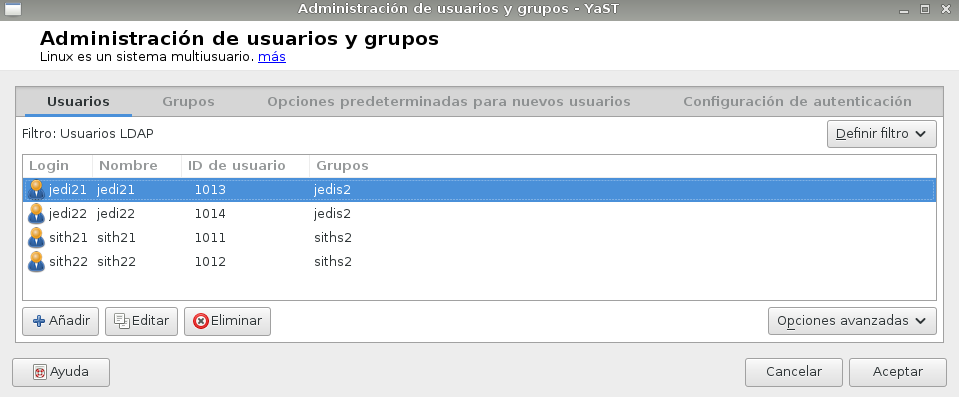 Administración de usuarios y grupos - YaST
Administración de usuarios y grupos
Linux es un sistema multiusuario. más
Usuarios Grupos Opciones predeterminadas para nuevos usuarios Configuración de autenticación
Filtro: Usuarios LDAP Definir filtro
Login Nombre ID de usuario Grupos
jedi21 jedi21 1013 jedis2
jedi22 jedi22 1014 jedis2
sith21 sith21 1011 siths2
sith22 sith22 1012 siths2
Añadir Editar Eliminar Opciones avanzadas
Ayuda Cancelar Aceptar